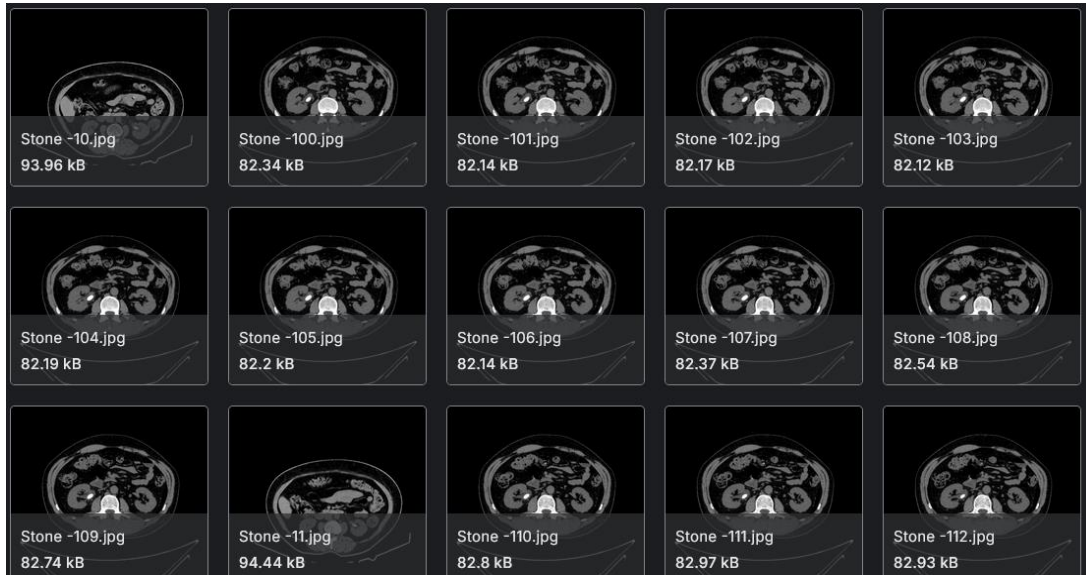 Stone -10.jpg
93.96 kB
Stone -100.jpg
82.34 kB
Stone -101.jpg
82.14 kB
Stone -102.jpg
82.17 kB
Stone -103.jpg
82.12 kB
Stone -104.jpg
82.19 kB
Stone -105.jpg
82.2 kB
Stone -106.jpg
82.14 kB
Stone -107.jpg
82.37 kB
Stone -108.jpg
82.54 kB
Stone -109.jpg
82.74 kB
Stone -11.jpg
94.44 kB
Stone -110.jpg
82.8 kB
Stone -111.jpg
82.97 kB
Stone -112.jpg
82.93 kB